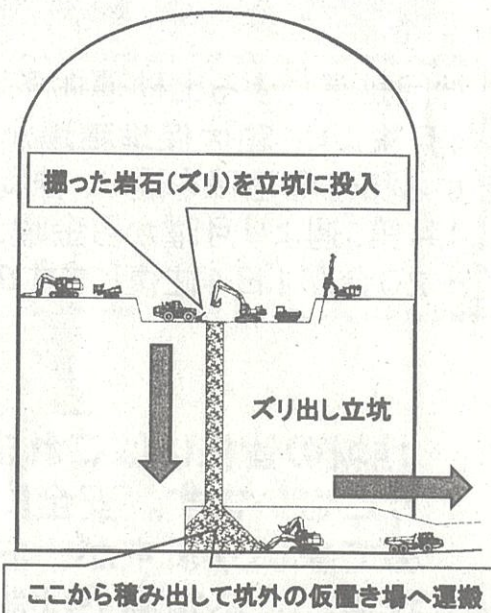 掘った岩石(ズリ)を立坑に投入
ズリ出し立坑
ここから積み出して坑外の仮置き場へ運搬